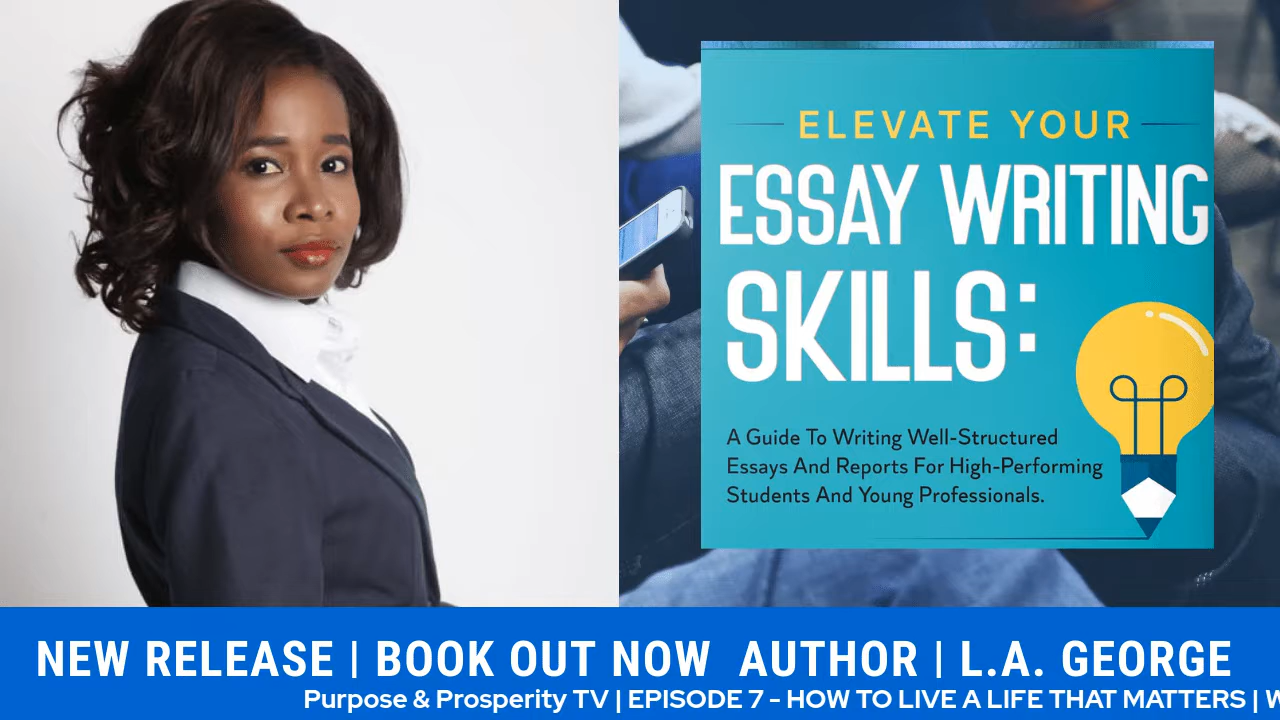 ELEVATE YOUR
ESSAY WRITING
SKILLS:
A Guide To Writing Well-Structured
Essays And Reports For High-Performing
Students And Young Professionals.
NEW RELEASE | BOOK OUT NOW AUTHOR | L.A. GEORGE
Purpose & Prosperity TV | EPISODE 7 - HOW TO LIVE A LIFE THAT MATTERS |